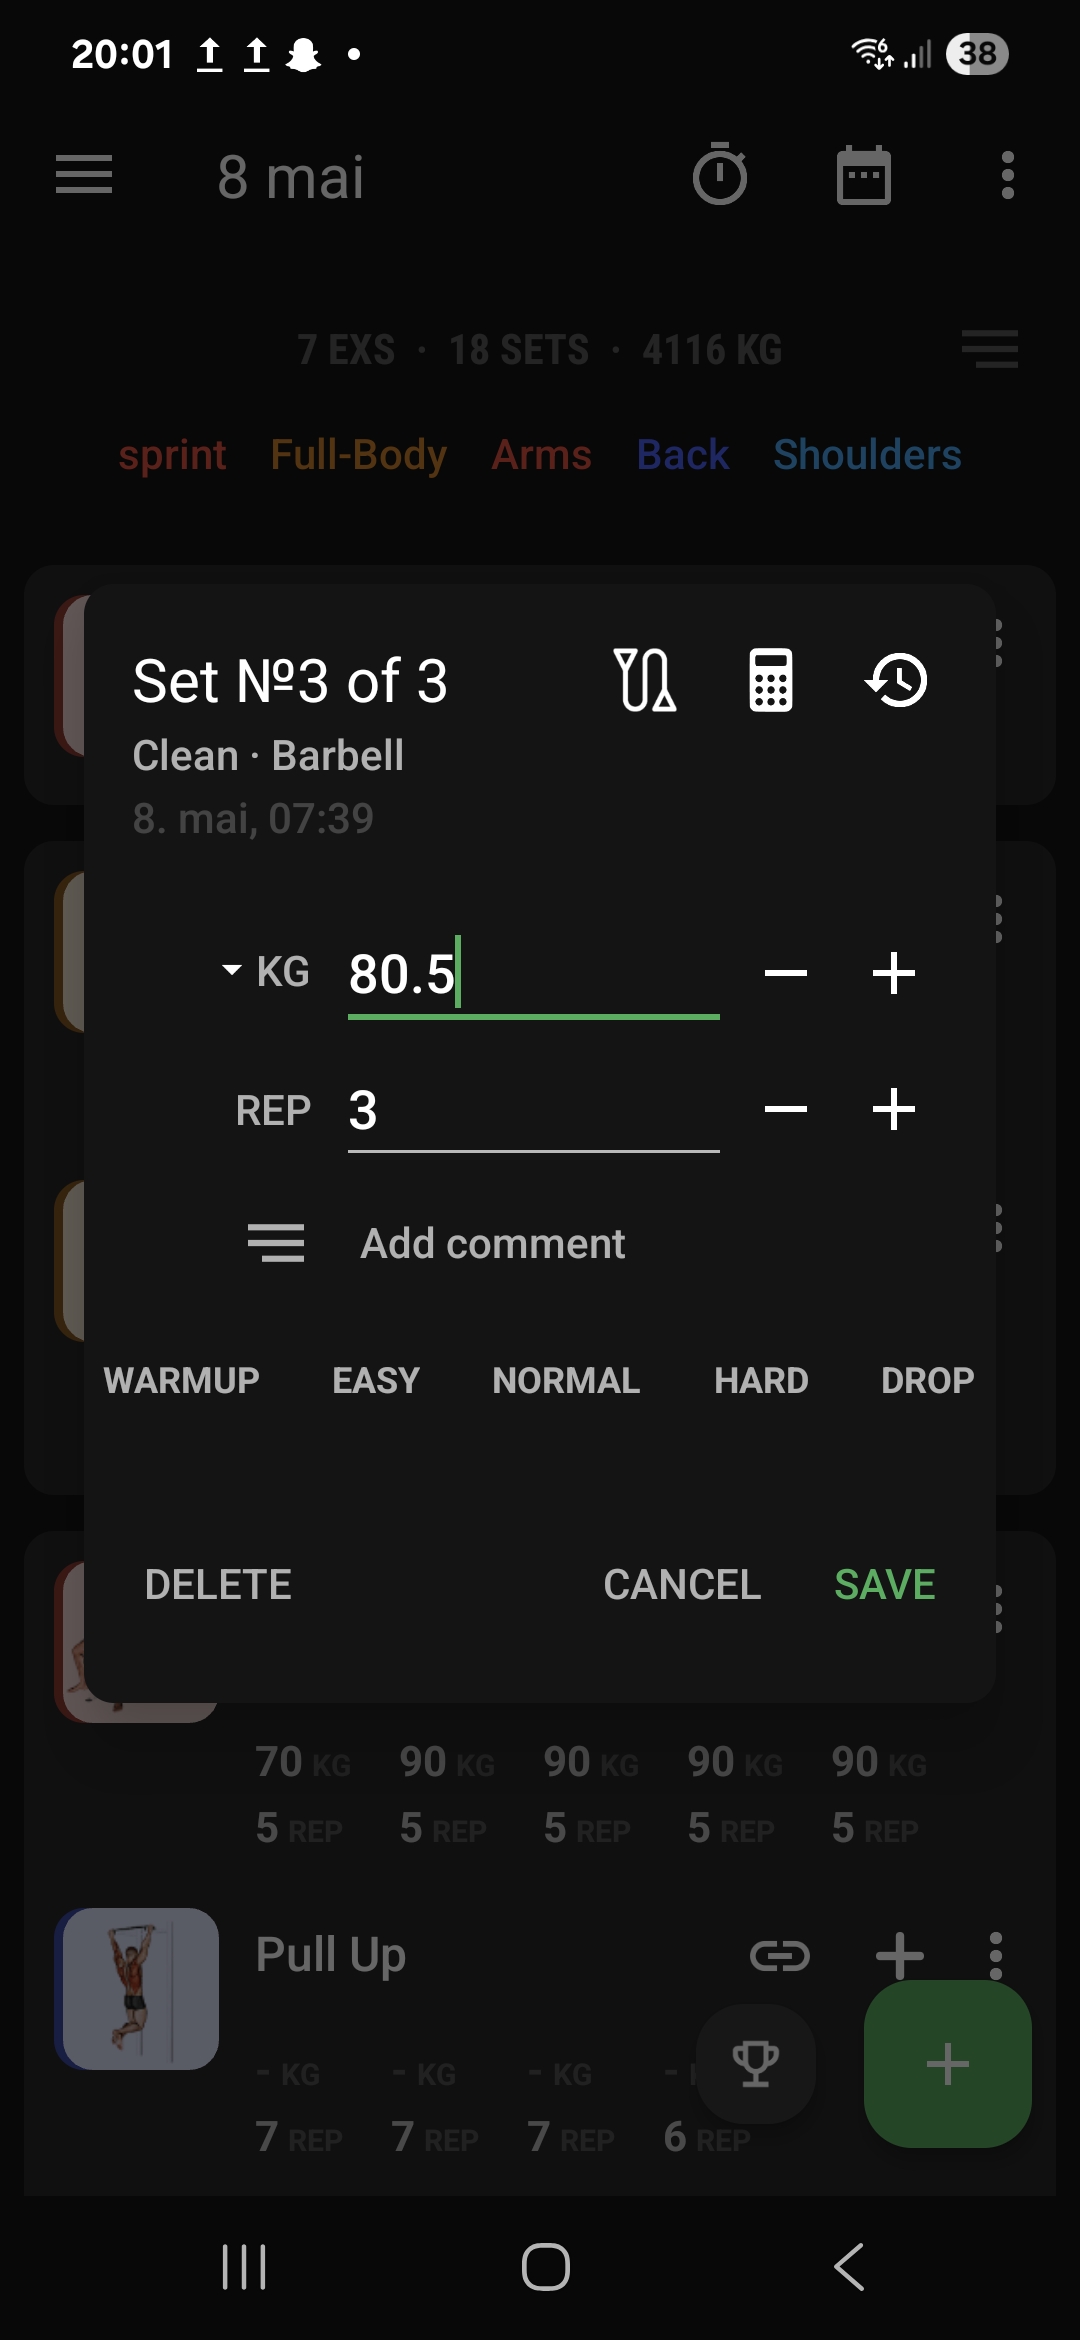 20:01
6
38
8 mai
7 EXS · 18 SETS · 4116 KG
sprint Full-Body Arms Back Shoulders
Set №3 of 3
Clean · Barbell
8. mai, 07:39
KG 80.5
REP 3
Add comment
WARMUP EASY NORMAL HARD DROP
DELETE CANCEL SAVE
70 KG 90 KG 90 KG 90 KG 90 KG
5 REP 5 REP 5 REP 5 REP 5 REP
Pull Up
- KG - KG - KG -
7 REP 7 REP 7 REP 6 REP